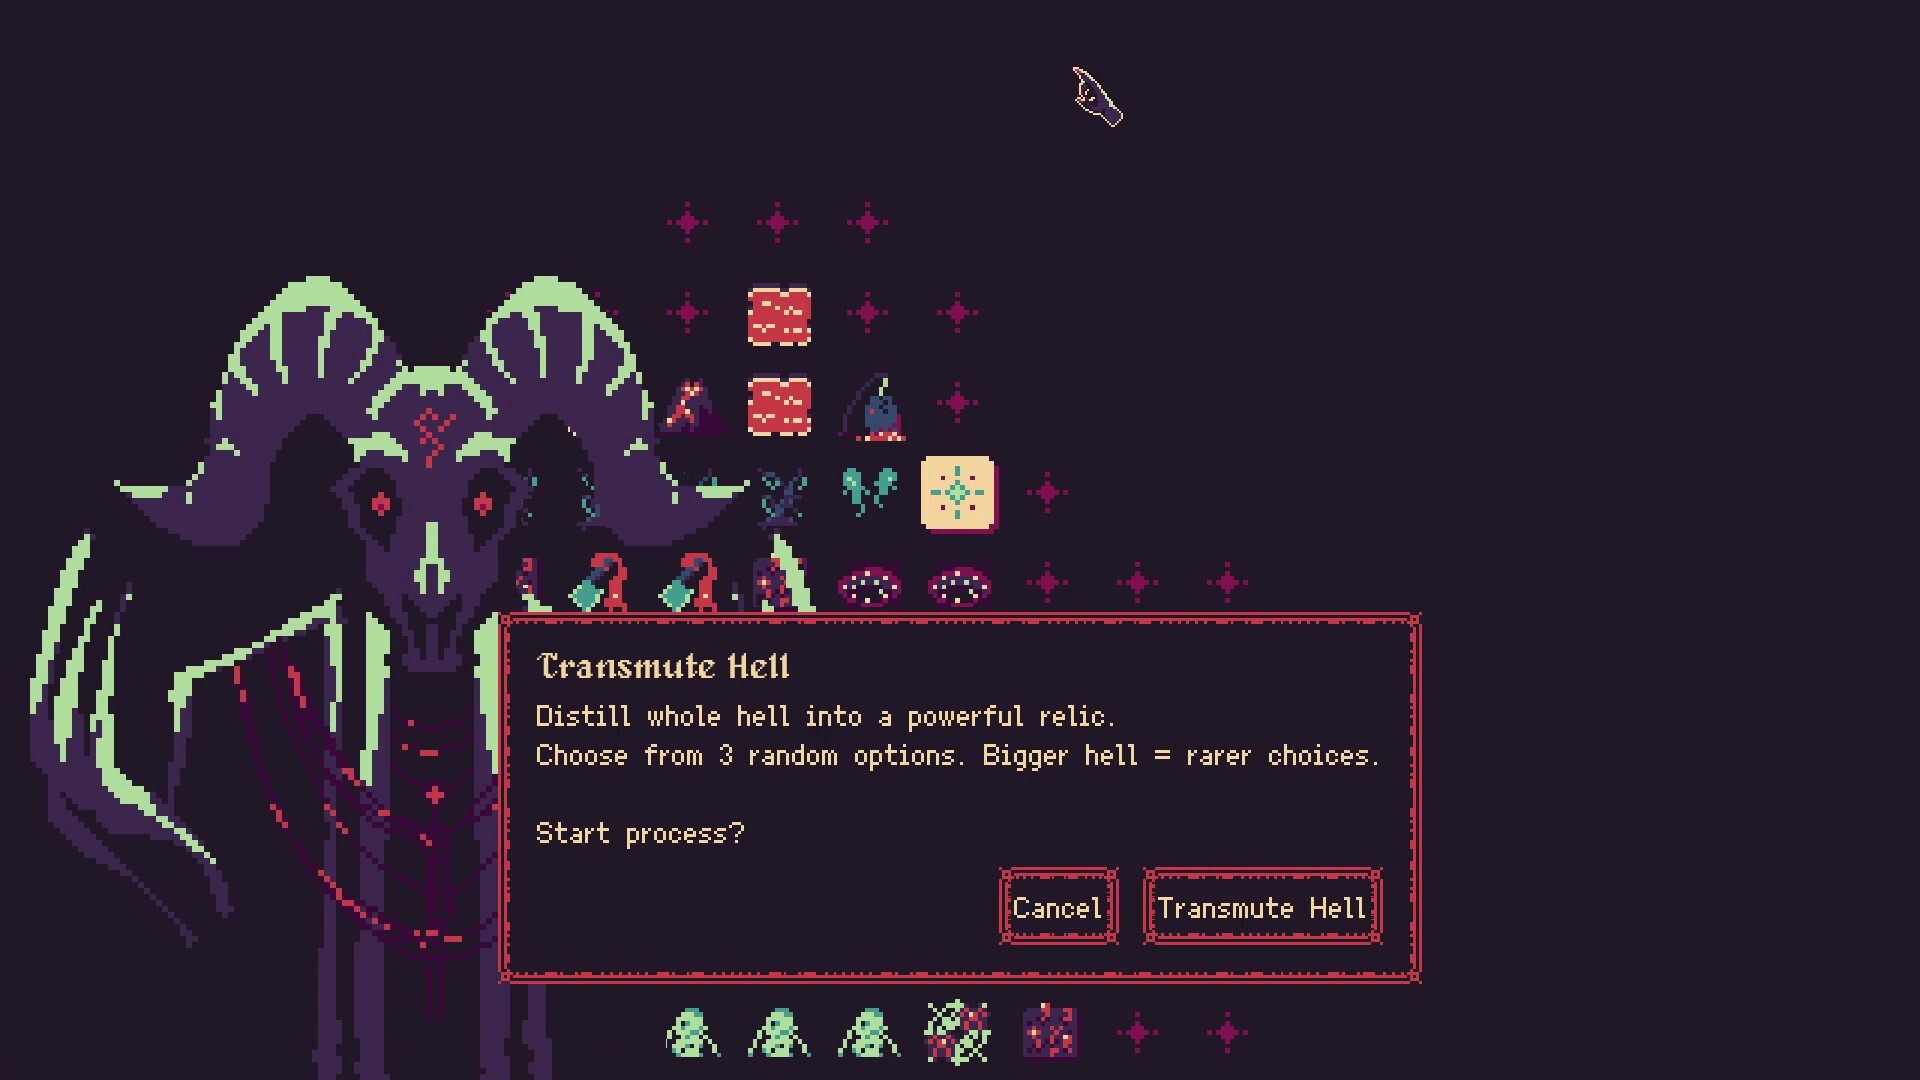 Transmute Hell
Distill whole hell into a powerful relic.
Choose from 3 random options. Bigger hell = rarer choices.
Start process?
Cancel
Transmute Hell